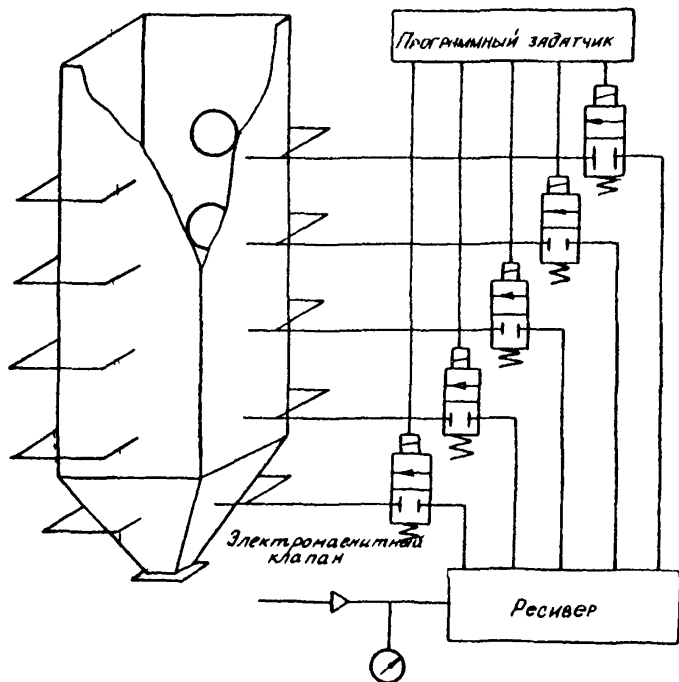 Программный задатчик
Электромагнитный
клапан
Ресивер